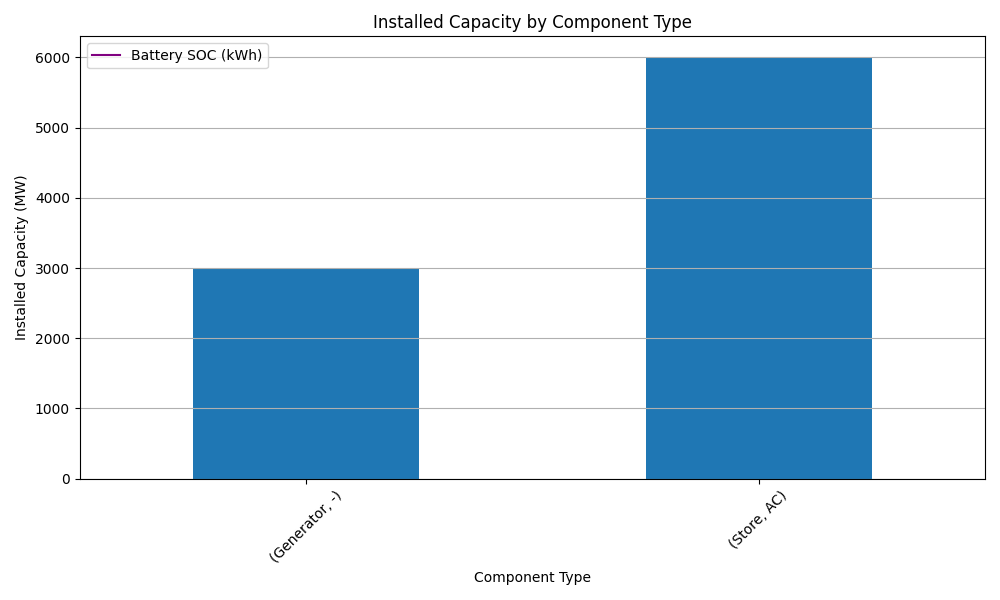 Installed Capacity by Component Type
Battery SOC (kWh)
Installed Capacity (MW)
6000
5000
4000
3000
2000
1000
0
(Generator, -)
(Store, AC)
Component Type